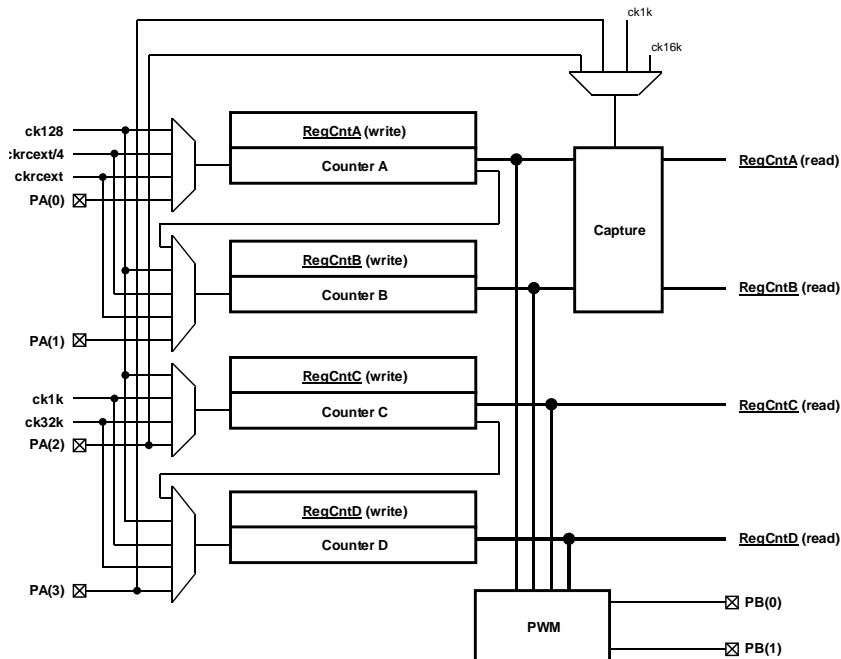 ck1k
ck16k
ck128
RegCntA (write)
ckrcext/4
Counter A
RegCntA (read)
ckrcext
PA(0)
Capture
RegCntB (write)
Counter B
RegCntB (read)
PA(1)
RegCntC (write)
ck1k
Counter C
RegCntC (read)
ck32k
PA(2)
RegCntD (write)
Counter D
RegCntD (read)
PA(3)
PB(0)
PWM
PB(1)